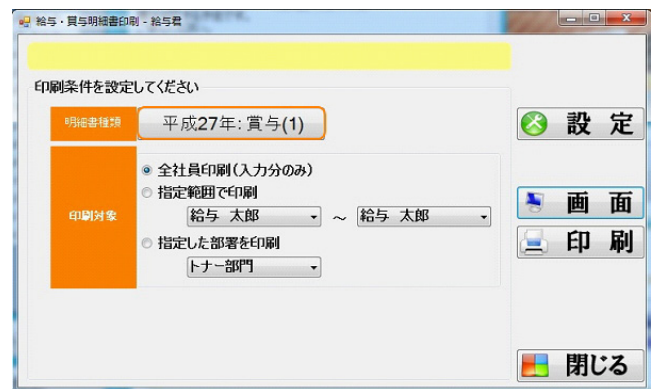 給与・賞与明細書印刷 - 給与君
印刷条件を設定してください
明細書種類
平成27年:賞与(1)
設 定
全社員印刷(入力分のみ)
指定範囲で印刷
印刷対象
給与 太郎 ～ 給与 太郎
画 面
指定した部署を印刷
印 刷
トナー部門
閉じる